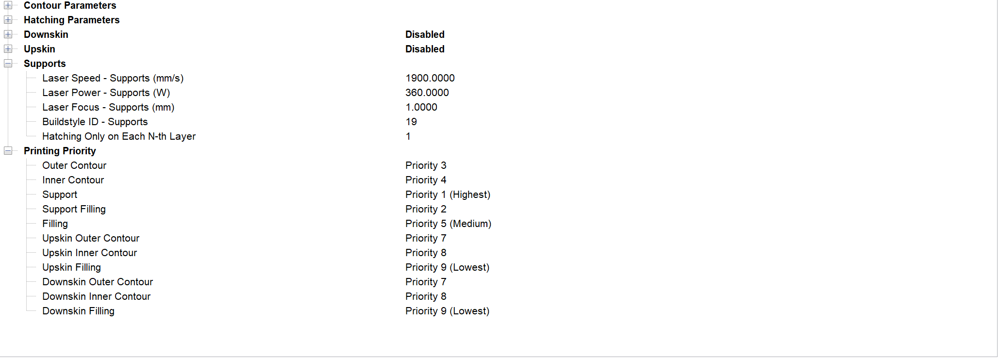 Contour Parameters
Hatching Parameters
Downskin Disabled
Upskin Disabled
Supports
Laser Speed - Supports (mm/s) 1900.0000
Laser Power - Supports (W) 360.0000
Laser Focus - Supports (mm) 1.0000
Buildstyle ID - Supports 19
Hatching Only on Each N-th Layer 1
Printing Priority
Outer Contour Priority 3
Inner Contour Priority 4
Support Priority 1 (Highest)
Support Filling Priority 2
Filling Priority 5 (Medium)
Upskin Outer Contour Priority 7
Upskin Inner Contour Priority 8
Upskin Filling Priority 9 (Lowest)
Downskin Outer Contour Priority 7
Downskin Inner Contour Priority 8
Downskin Filling Priority 9 (Lowest)